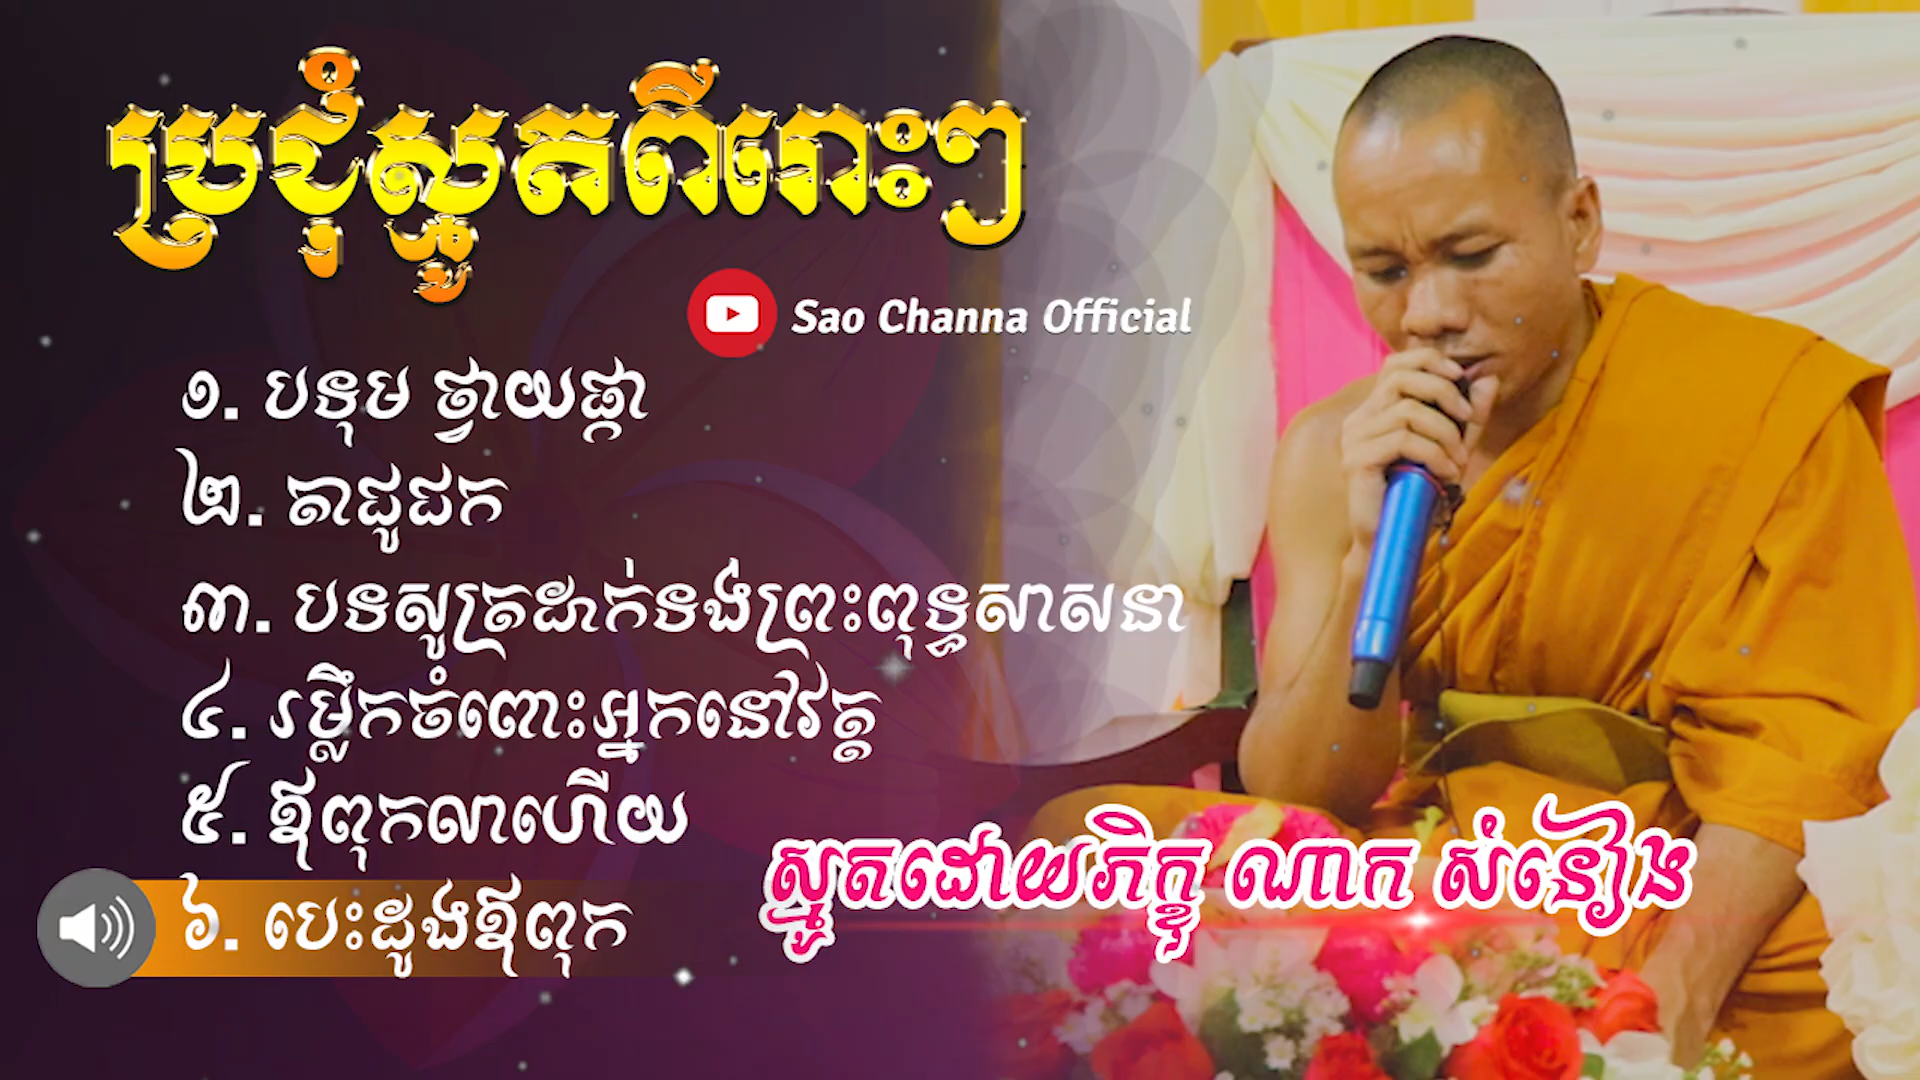 ប្រជុំស្មូតពីរោះៗ
Sao Channa Official
១. បទុម ថ្វាយផ្កា
២. តាជូជក
៣. បទសូត្រដាក់ទង់ព្រះពុទ្ធសាសនា
៤. រម្លឹកចំពោះអ្នកនៅវត្ត
៥. ឪពុកលាហើយ
៦. បេះដូងឪពុក
ស្មូតដោយភិក្ខុ ណាក សំទៀង